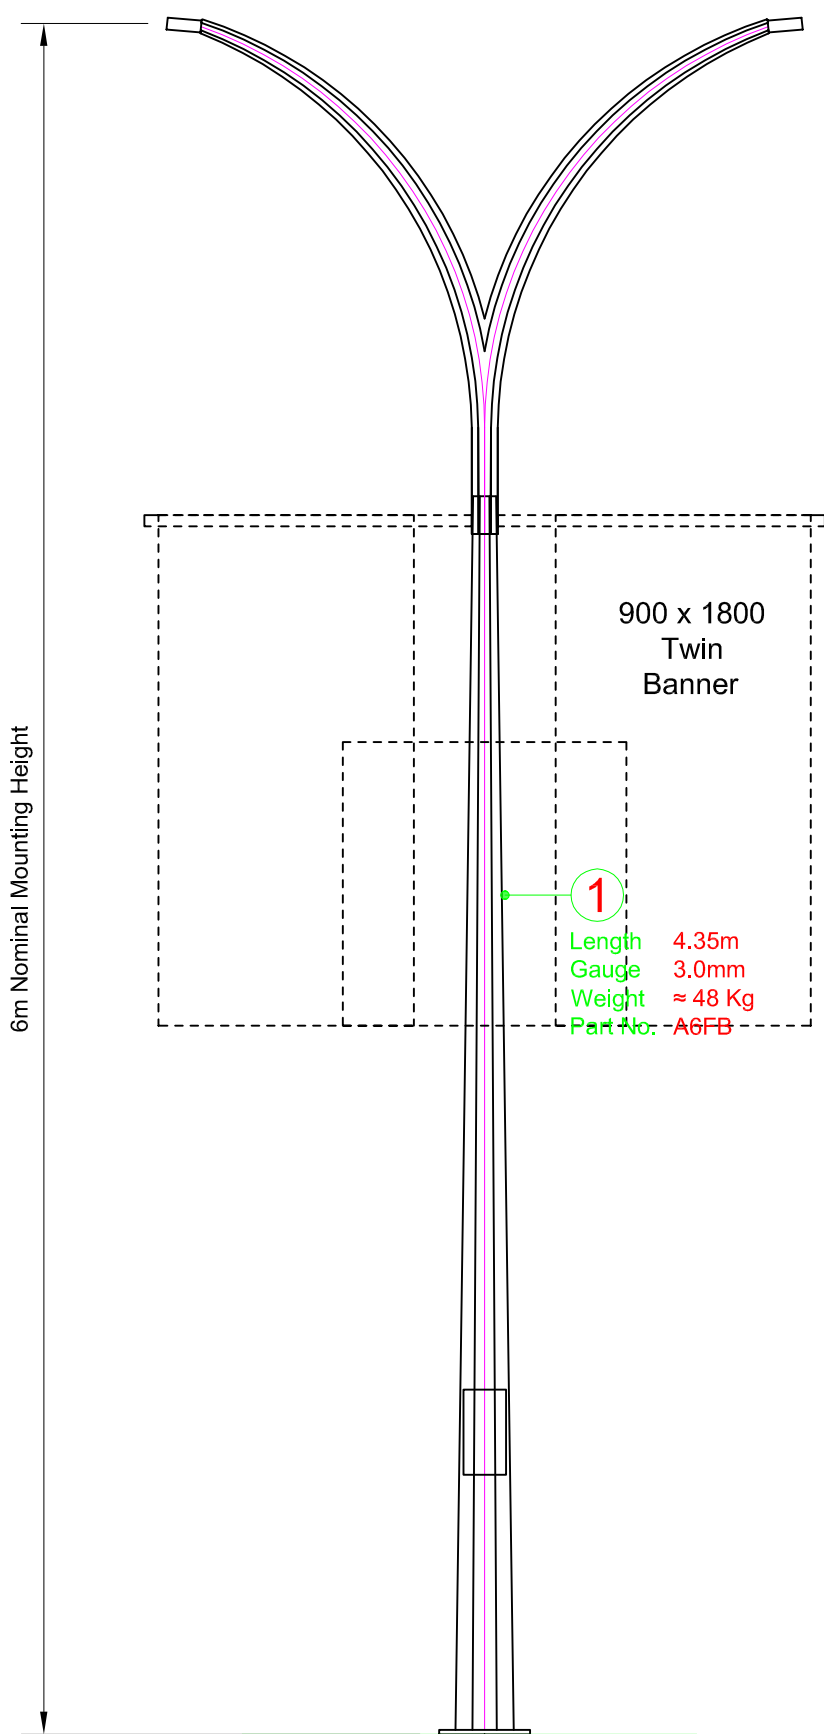 900 x 1800
Twin
Banner
6m Nominal Mounting Height
1
Length 4.35m
Gauge 3.0mm
Weight ≈ 48 Kg
Part No. A6FB